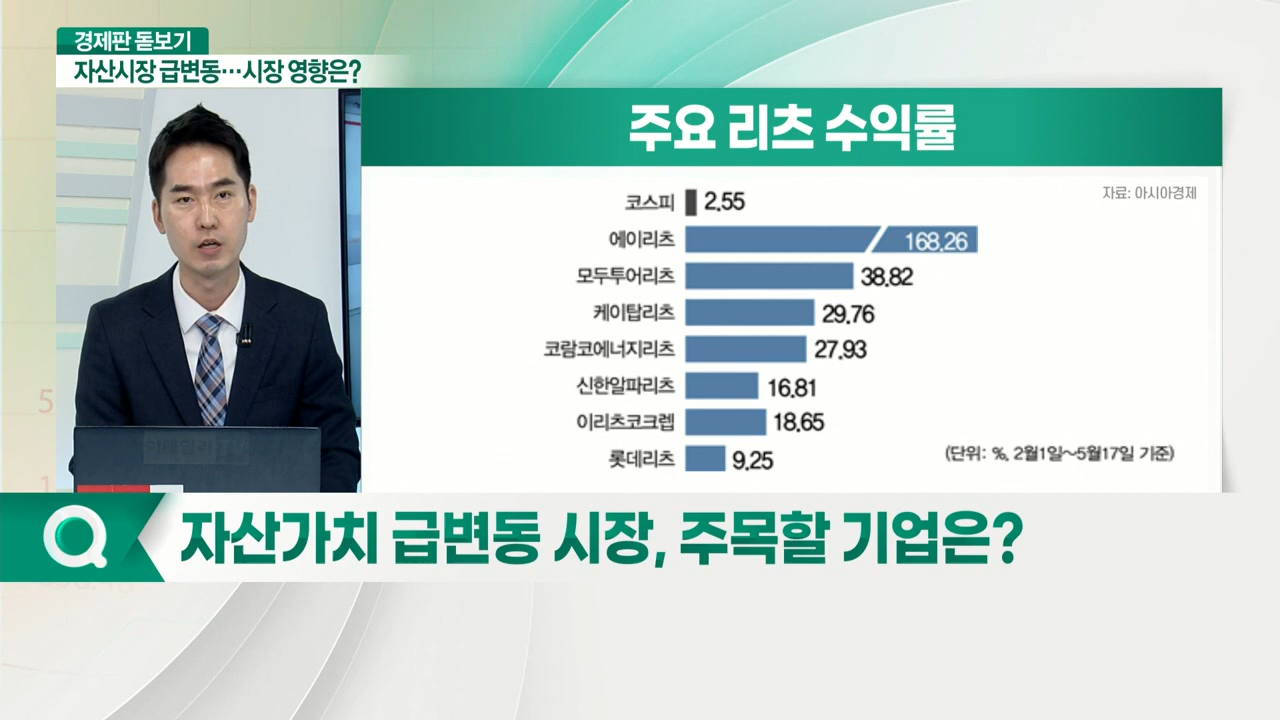 경제판 돋보기
자산시장 급변동…시장 영향은?
주요 리츠 수익률
자료: 아시아경제
코스피 2.55
에이리츠 168.26
모두투어리츠 38.82
케이탑리츠 29.76
코람코에너지리츠 27.93
신한알파리츠 16.81
이리츠코크렙 18.65
롯데리츠 9.25
(단위: %, 2월1일~5월17일 기준)
5
1
자산가치 급변동 시장, 주목할 기업은?